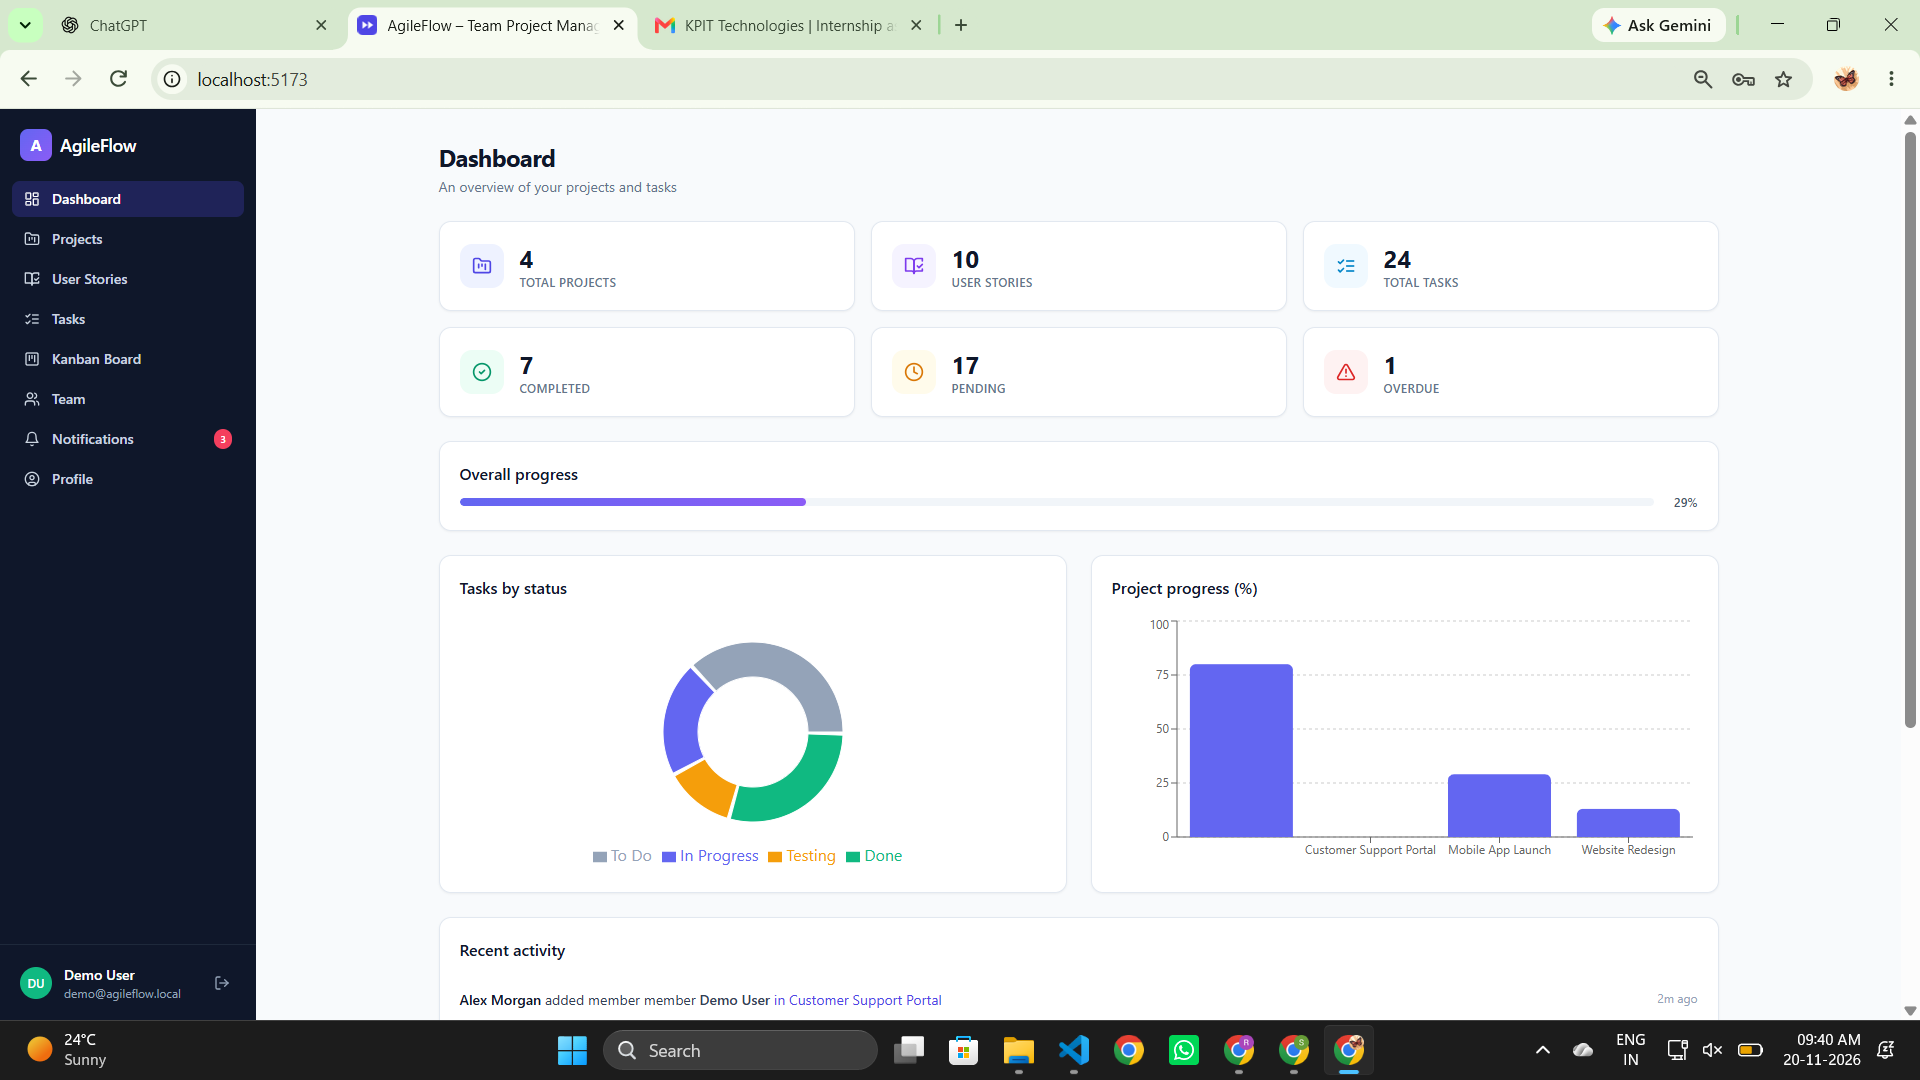 ChatGPT
AgileFlow – Team Project Mana
KPIT Technologies | Internship a
Ask Gemini
localhost:5173
A AgileFlow
Dashboard
Projects
User Stories
Tasks
Kanban Board
Team
Notifications 3
Profile
DU
Demo User
demo@agileflow.local
Dashboard
An overview of your projects and tasks
4
TOTAL PROJECTS
10
USER STORIES
24
TOTAL TASKS
7
COMPLETED
17
PENDING
1
OVERDUE
Overall progress
29%
Tasks by status
To Do In Progress Testing Done
Project progress (%)
100
75
50
25
0
Customer Support Portal Mobile App Launch Website Redesign
Recent activity
Alex Morgan added member member Demo User in Customer Support Portal 2m ago
24°C
Sunny
Search
R
S
ENG
IN
09:40 AM
20-11-2026